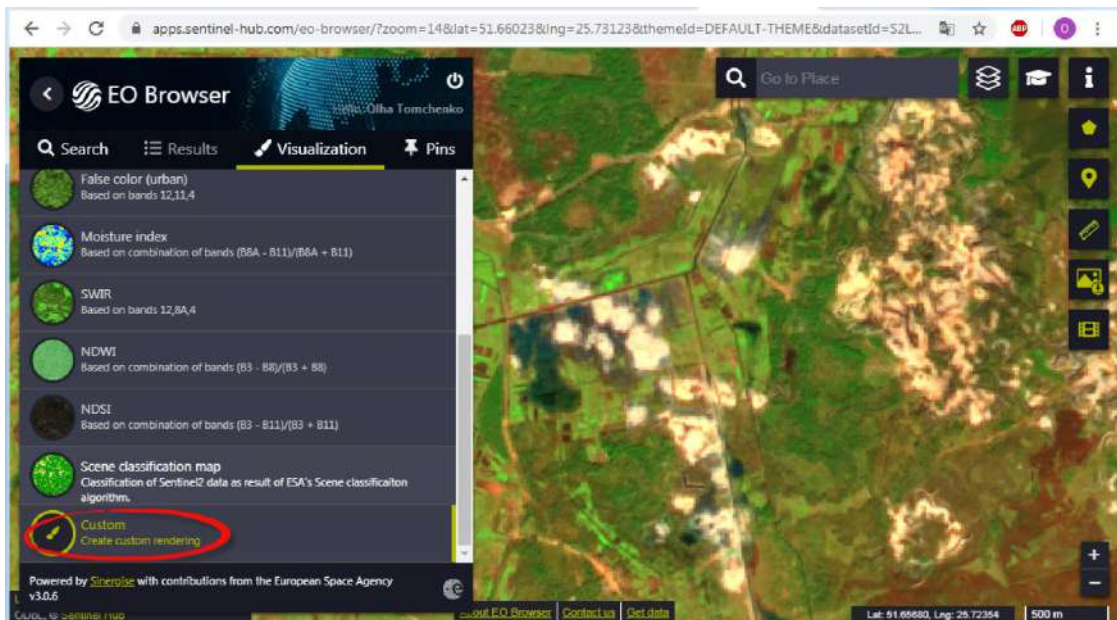 apps.sentinel-hub.com/eo-browser/?zoom=14&lat=51.66023&lng=25.73123&themeId=DEFAULT-THEME&datasetId=S2L...
EO Browser
Olha Tomchenko
Go to Place
Search Results Visualization Pins
False color (urban)
Based on bands 12,11,4
Moisture index
Based on combination of bands (B8A - B11)/(B8A + B11)
SWIR
Based on bands 12,8A,4
NDWI
Based on combination of bands (B3 - B8)/(B3 + B8)
NDSI
Based on combination of bands (B3 - B11)/(B3 + B11)
Scene classification map
Classification of Sentinel2 data as result of ESA's Scene classificaiton
algorithm.
Custom
Create custom rendering
Powered by Sinergise with contributions from the European Space Agency
v3.0.6
Sentinel Hub
About EO Browser Contact us Get data
Lat: 51.65680, Lng: 25.72354 500 m